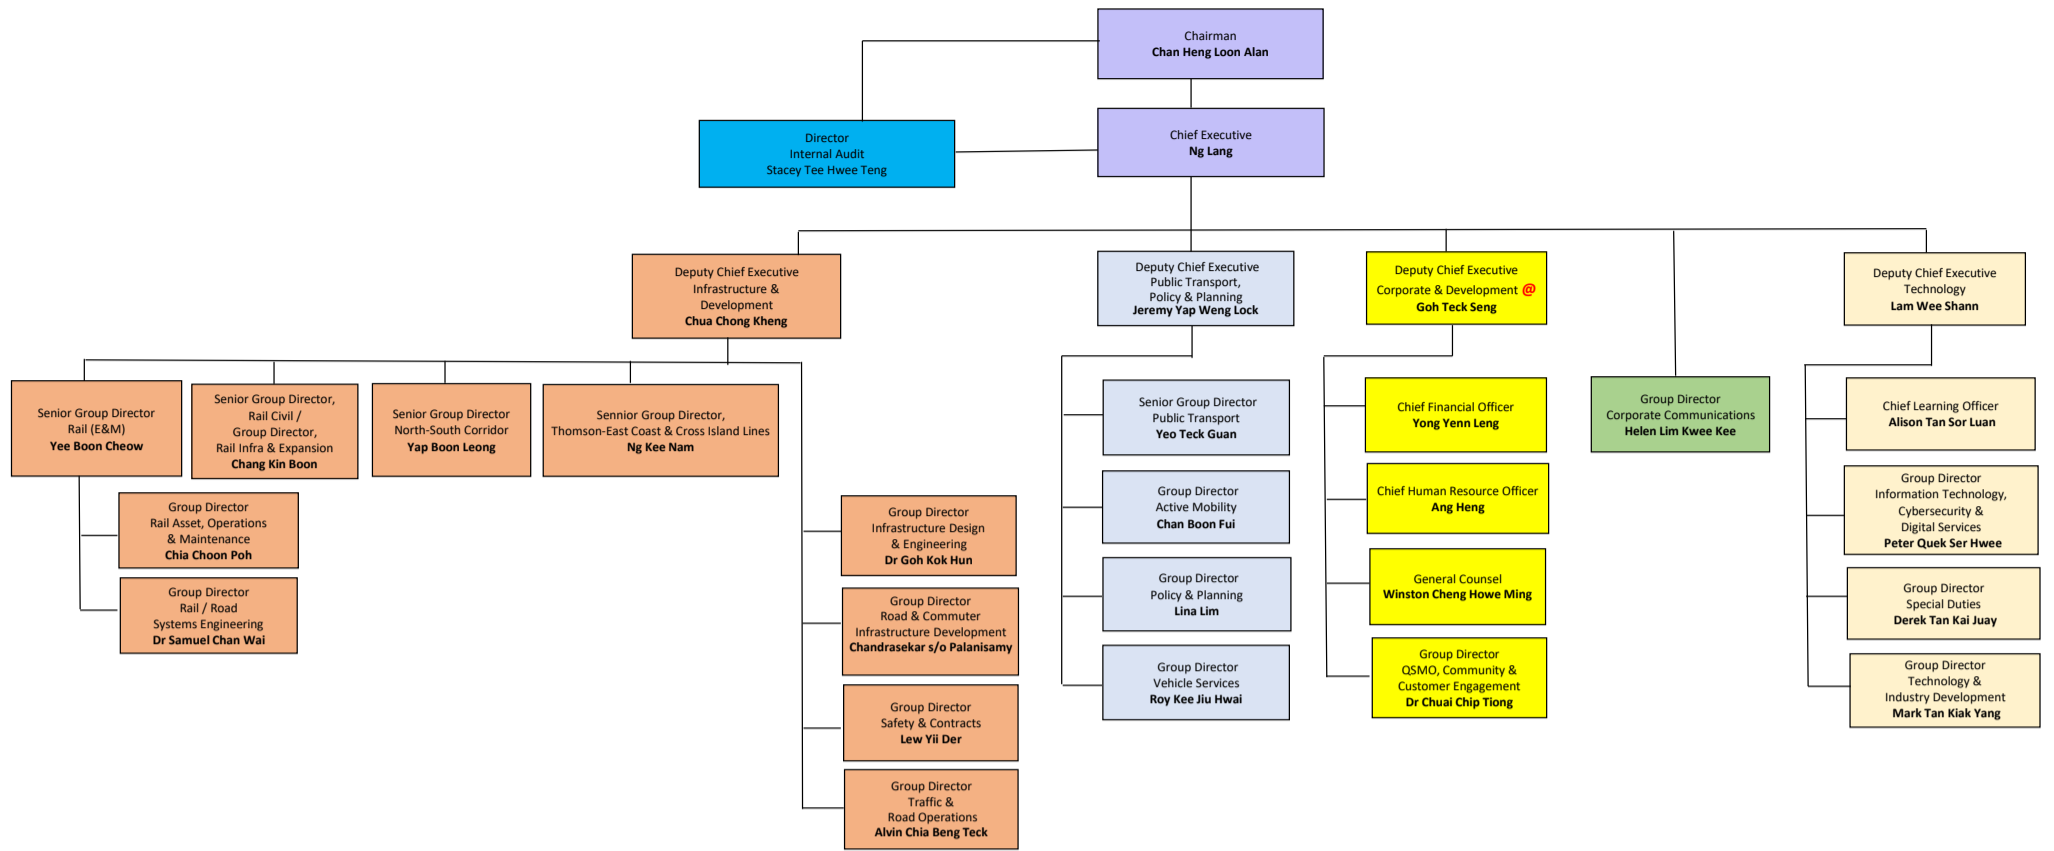 Chairman
Chan Heng Loon Alan
Director
Internal Audit
Stacey Tee Hwee Teng
Chief Executive
Ng Lang
Deputy Chief Executive
Infrastructure &
Development
Chua Chong Kheng
Deputy Chief Executive
Public Transport,
Policy & Planning
Jeremy Yap Weng Lock
Deputy Chief Executive
Corporate & Development @
Goh Teck Seng
Deputy Chief Executive
Technology
Lam Wee Shann
Senior Group Director
Rail (E&M)
Yee Boon Cheow
Senior Group Director,
Rail Civil /
Group Director,
Rail Infra & Expansion
Chang Kin Boon
Senior Group Director
North-South Corridor
Yap Boon Leong
Sennior Group Director,
Thomson-East Coast & Cross Island Lines
Ng Kee Nam
Group Director
Rail Asset, Operations
& Maintenance
Chia Choon Poh
Group Director
Rail / Road
Systems Engineering
Dr Samuel Chan Wai
Group Director
Infrastructure Design
& Engineering
Dr Goh Kok Hun
Group Director
Road & Commuter
Infrastructure Development
Chandrasekar s/o Palanisamy
Group Director
Safety & Contracts
Lew Yii Der
Group Director
Traffic &
Road Operations
Alvin Chia Beng Teck
Senior Group Director
Public Transport
Yeo Teck Guan
Group Director
Active Mobility
Chan Boon Fui
Group Director
Policy & Planning
Lina Lim
Group Director
Vehicle Services
Roy Kee Jiu Hwai
Chief Financial Officer
Yong Yenn Leng
Chief Human Resource Officer
Ang Heng
General Counsel
Winston Cheng Howe Ming
Group Director
QSMO, Community &
Customer Engagement
Dr Chuai Chip Tiong
Group Director
Corporate Communications
Helen Lim Kwee Kee
Chief Learning Officer
Alison Tan Sor Luan
Group Director
Information Technology,
Cybersecurity &
Digital Services
Peter Quek Ser Hwee
Group Director
Special Duties
Derek Tan Kai Juay
Group Director
Technology &
Industry Development
Mark Tan Kiak Yang